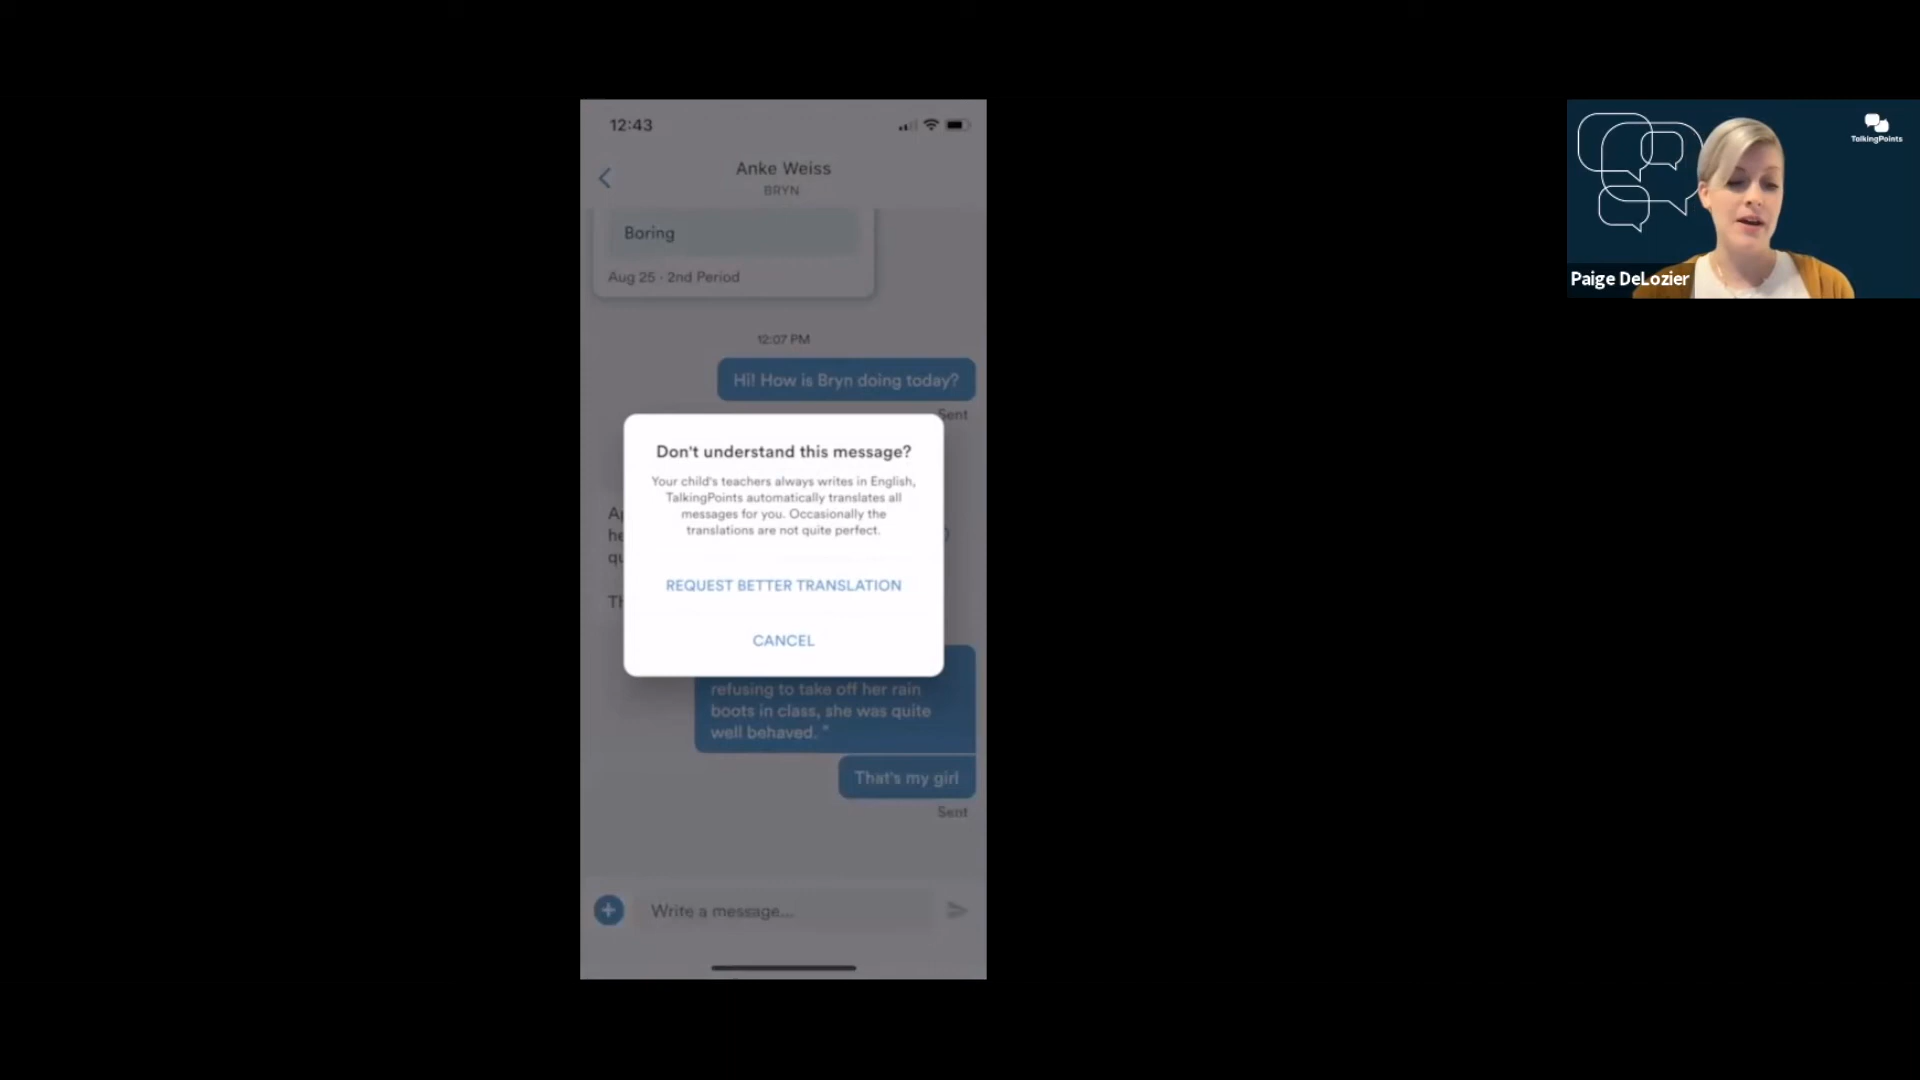 12:43
Anke Weiss
BRYN
Boring
Aug 25 - 2nd Period
12:07 PM
Hi! How is Bryn doing today?
Sent
Don't understand this message?
Your child's teachers always writes in English,
TalkingPoints automatically translates all
messages for you. Occasionally the
translations are not quite perfect.
REQUEST BETTER TRANSLATION
CANCEL
refusing to take off her rain
boots in class, she was quite
well behaved. "
That's my girl
Sent
Write a message...
TalkingPoints
Paige DeLozier